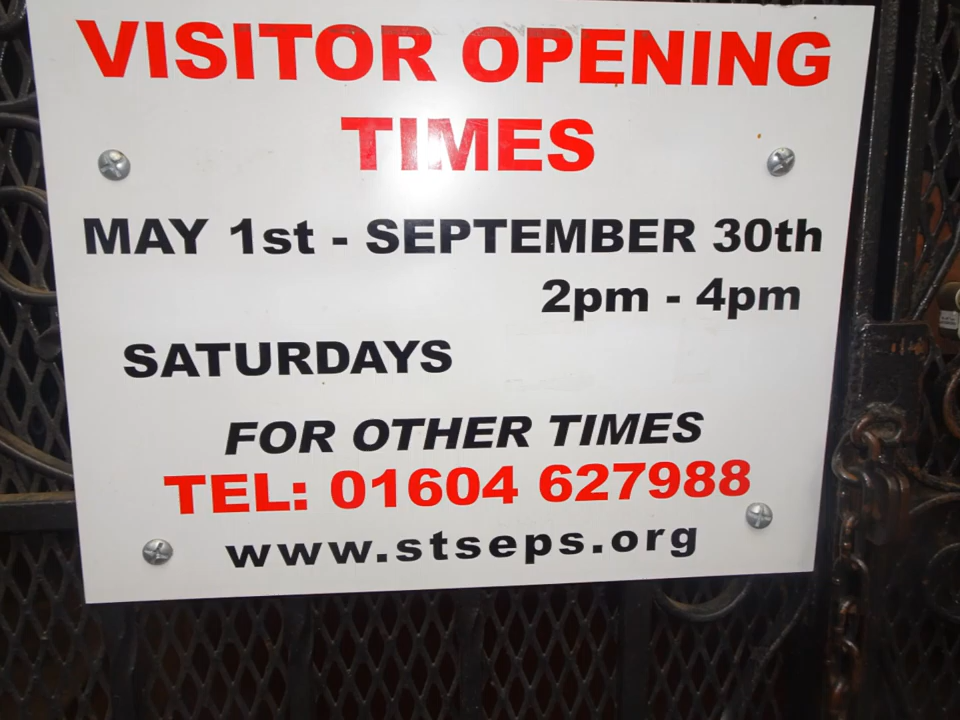 VISITOR OPENING
TIMES
MAY 1st - SEPTEMBER 30th
2pm - 4pm
SATURDAYS
FOR OTHER TIMES
TEL: 01604 627988
www.stseps.org